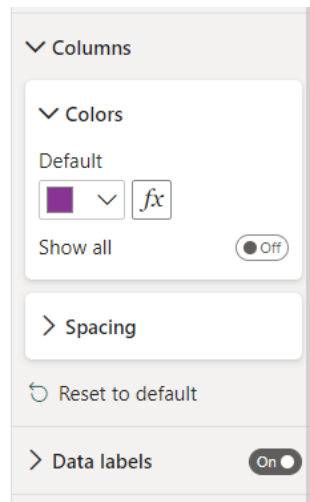 Columns
Colors
Default
fx
Show all
Off
Spacing
Reset to default
Data labels
On